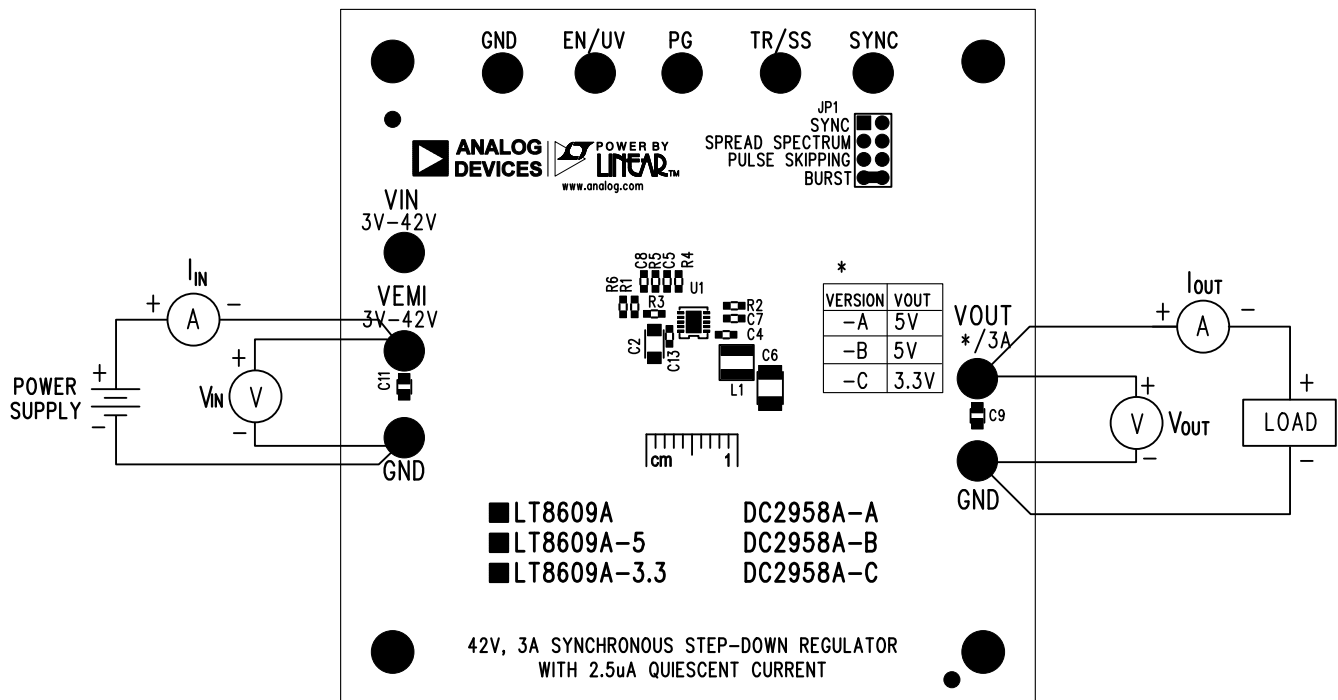 GND EN/UV PG TR/SS SYNC
JP1
SYNC
SPREAD SPECTRUM
PULSE SKIPPING
BURST
ANALOG DEVICES
POWER BY
LINEAR TM
www.analog.com
VIN
3V-42V
VEMI
3V-42V
IIN
+ A -
POWER SUPPLY
+
-
VIN
+
V
-
C11
GND
C8 R5 C5 R4
R6 R1 R3 U1
R2
C7
C4
C2 C13
L1
C6
*
VERSION VOUT
-A 5V
-B 5V
-C 3.3V
VOUT
*/3A
C9
GND
IOUT
+ A -
+
V
-
VOUT
+
LOAD
-
cm 1
LT8609A DC2958A-A
LT8609A-5 DC2958A-B
LT8609A-3.3 DC2958A-C
42V, 3A SYNCHRONOUS STEP-DOWN REGULATOR
WITH 2.5uA QUIESCENT CURRENT